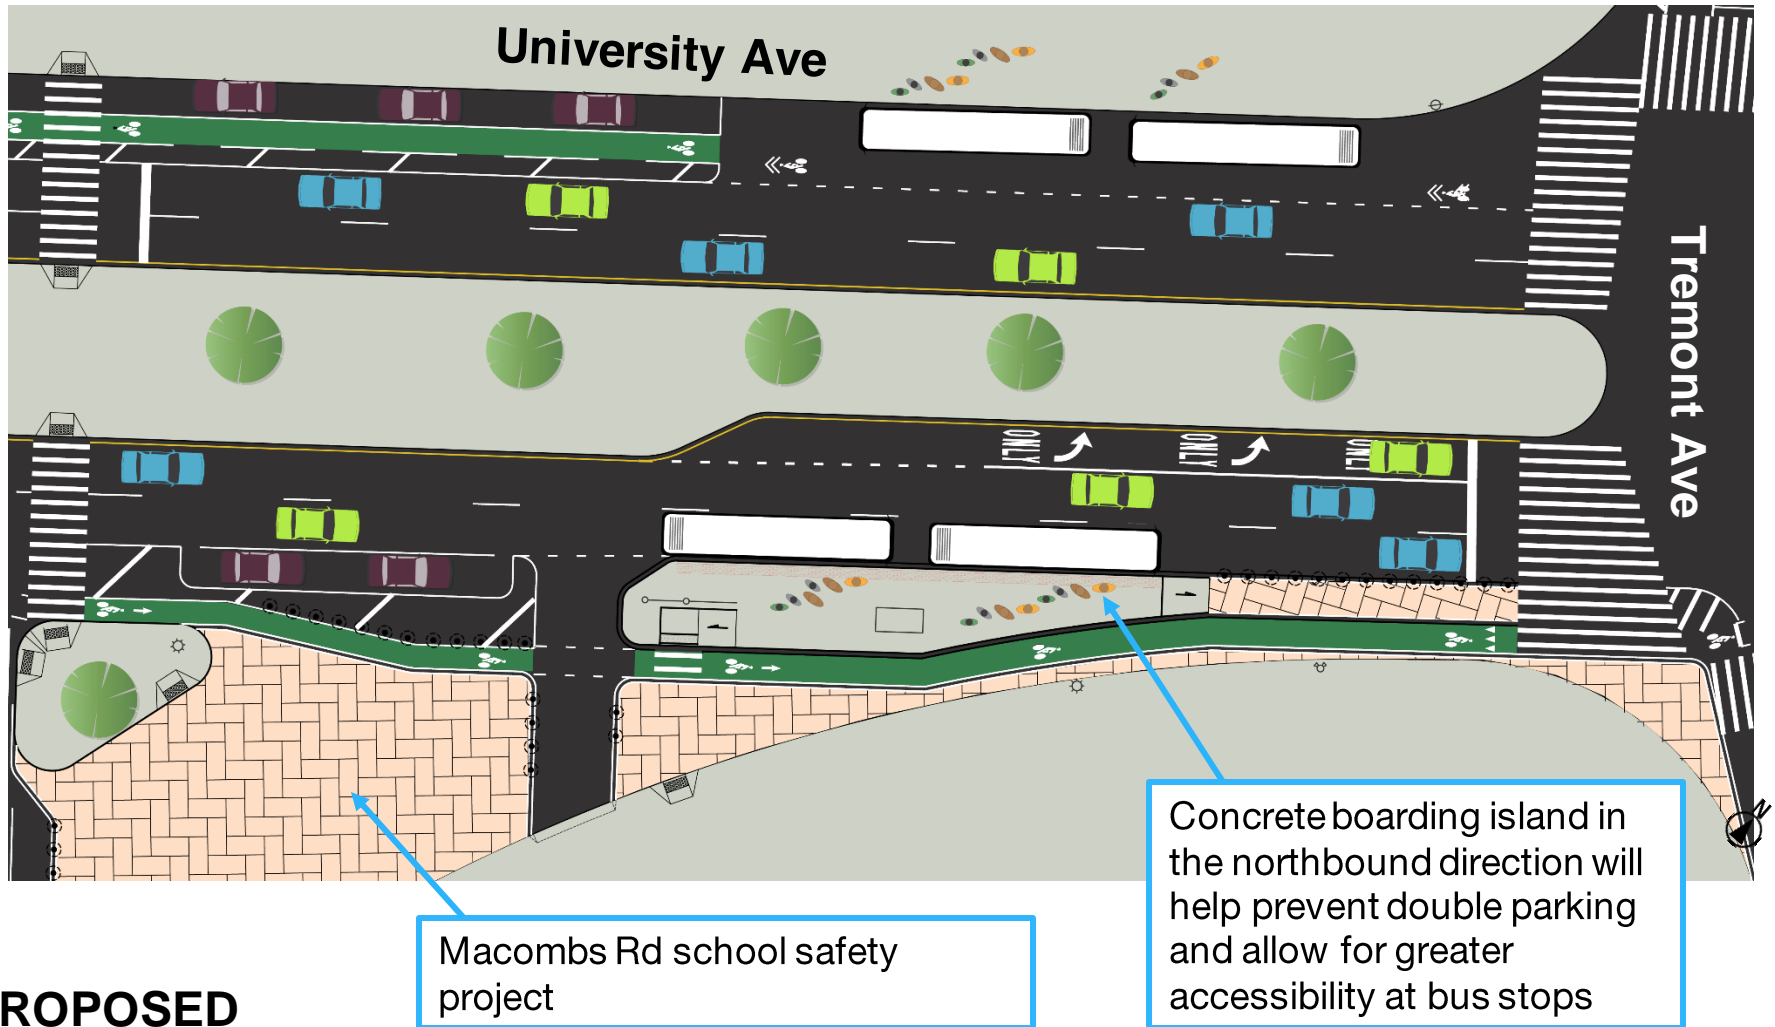 University Ave
Tremont Ave
ONLY
ONLY
ONLY
N
Concrete boarding island in
the northbound direction will
help prevent double parking
and allow for greater
accessibility at bus stops
Macombs Rd school safety
project
ROPOSED